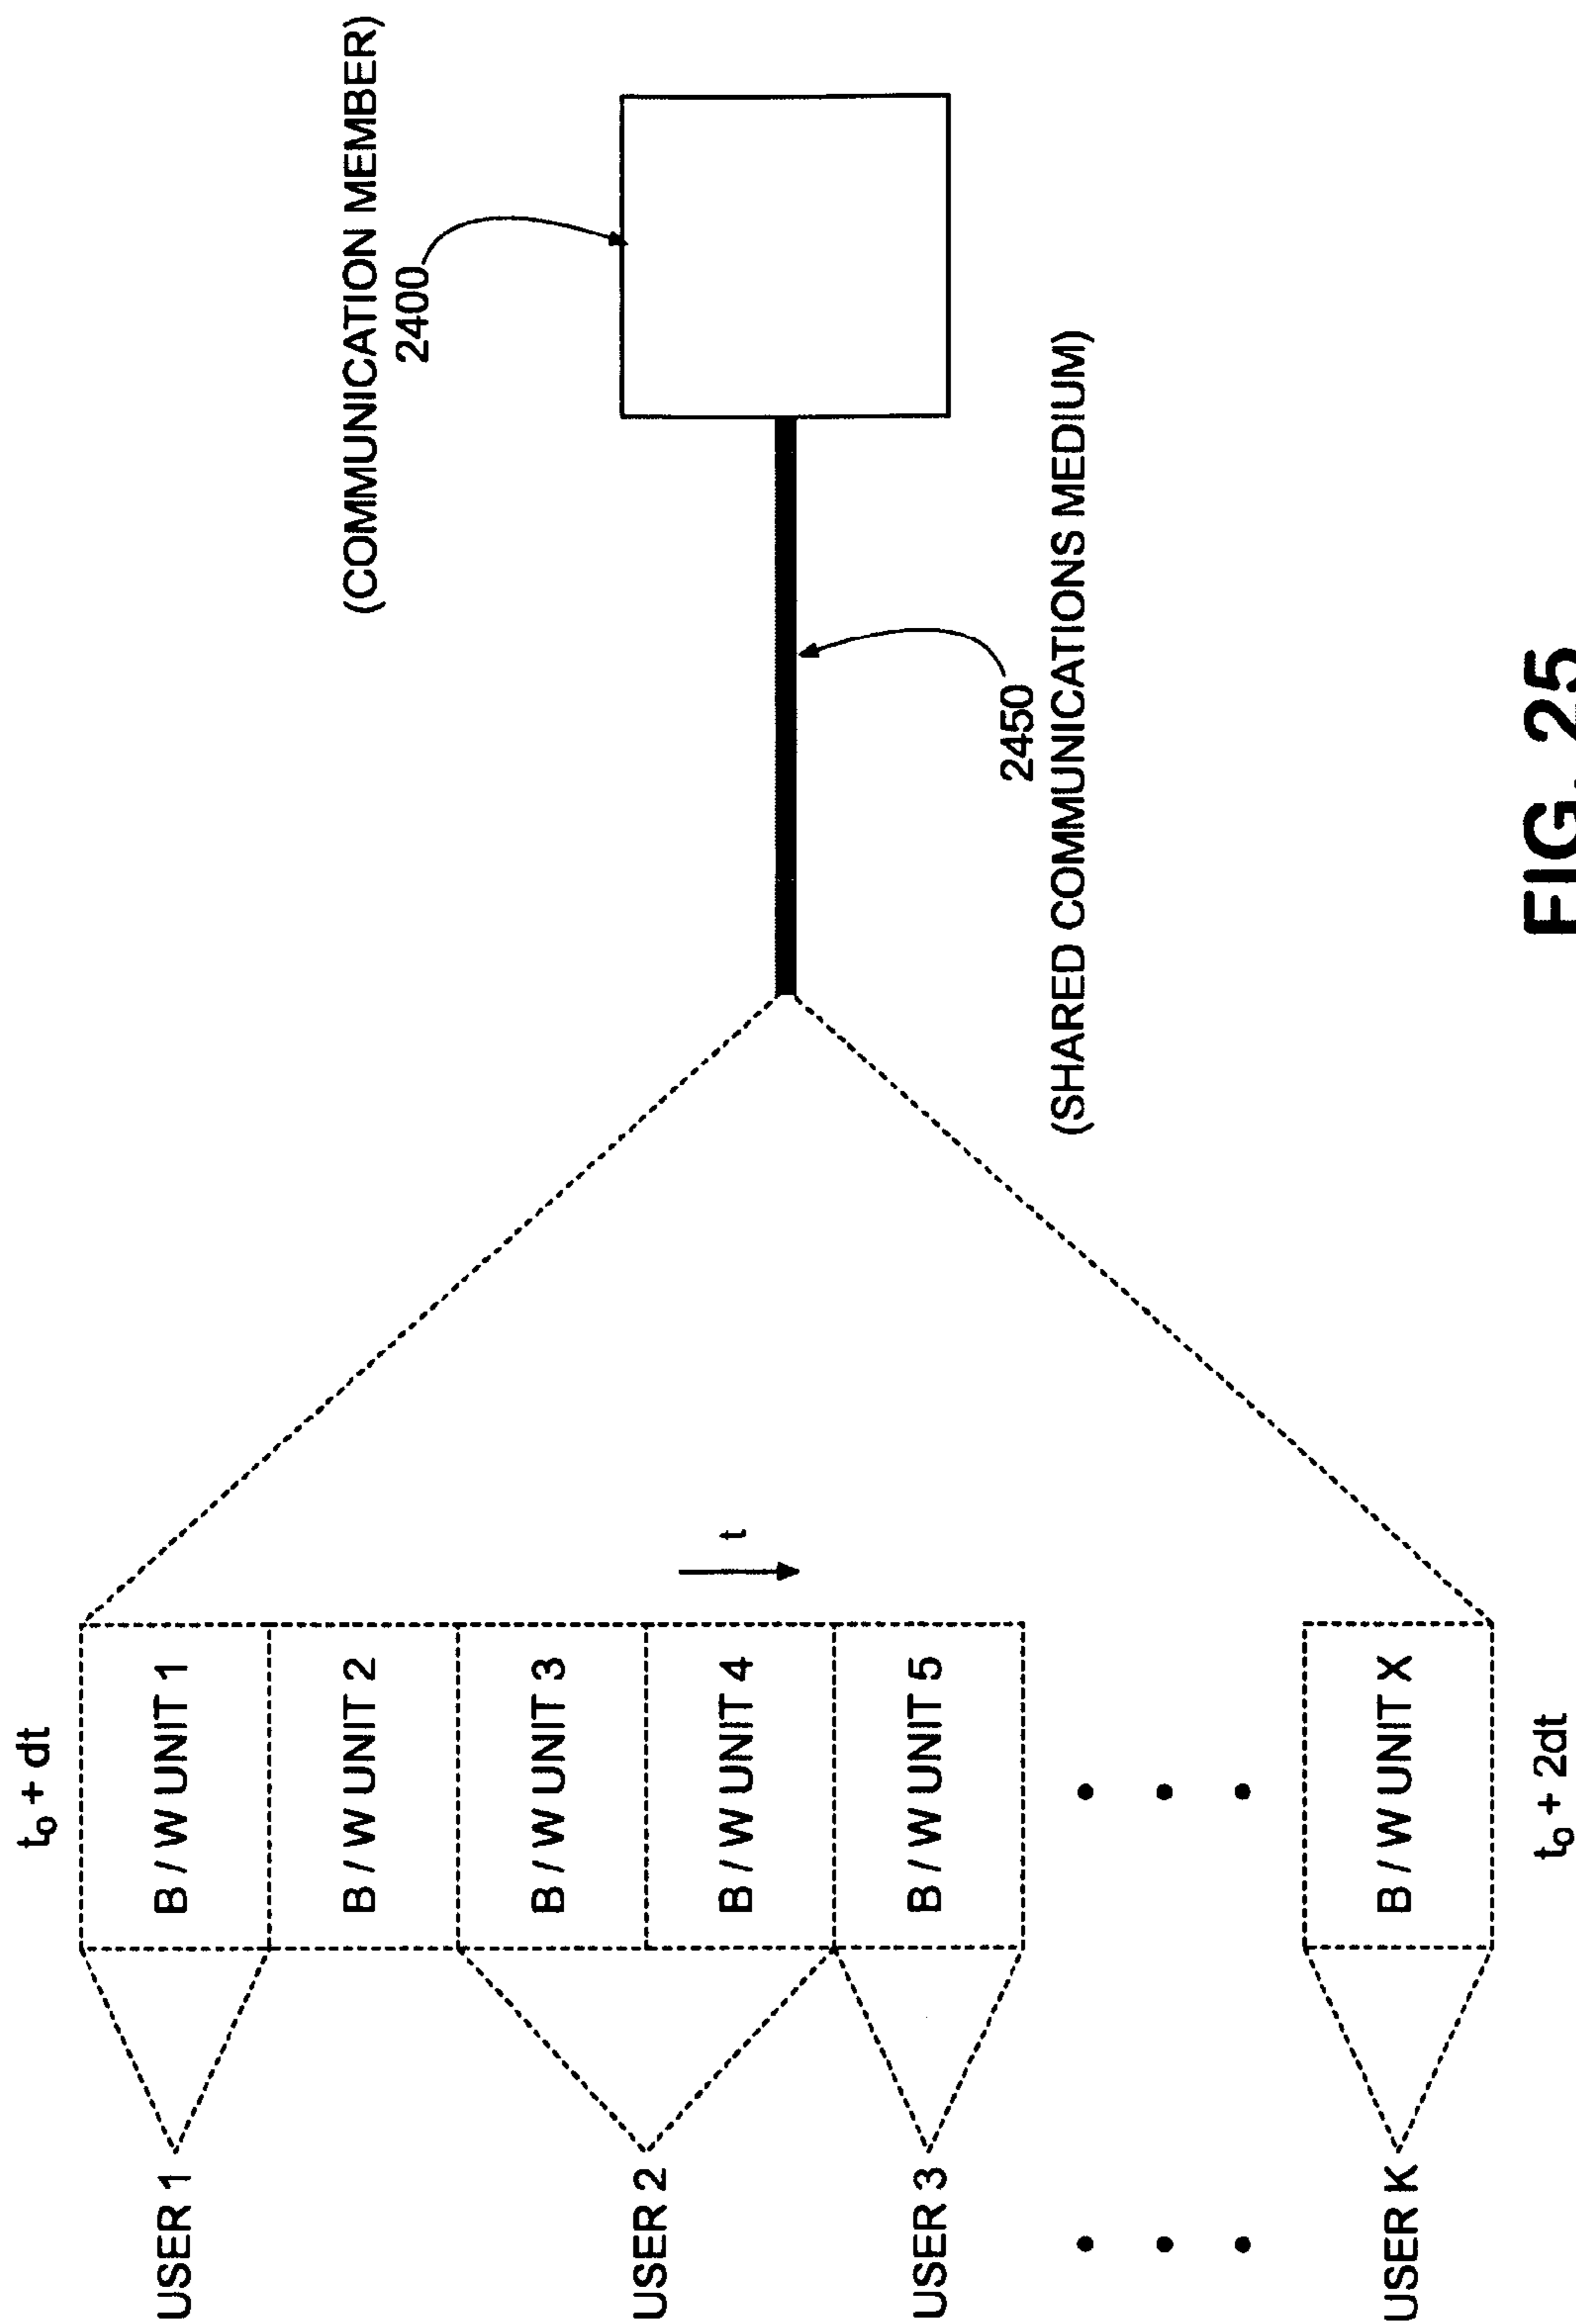 t₀ + dt
USER 1
B / W UNIT 1
B / W UNIT 2
USER 2
B / W UNIT 3
B / W UNIT 4
USER 3
B / W UNIT 5
USER K
B / W UNIT X
t₀ + 2dt
t
(COMMUNICATION MEMBER)
2400
2450
(SHARED COMMUNICATIONS MEDIUM)
FIG. 25